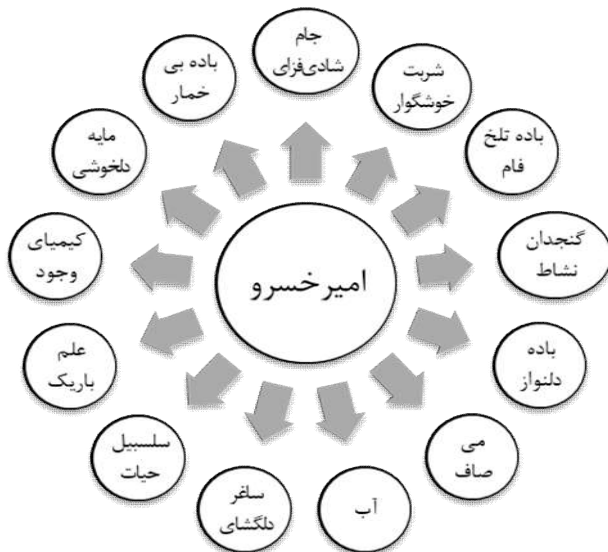 امیرخسرو
جام
شادی‌فزای
شربت
خوشگوار
باده تلخ
فام
گنجدان
نشاط
باده
دلنواز
می
صاف
آب
ساغر
دلگشای
سلسبیل
حیات
علم
باریک
کیمیای
وجود
مایه
دلخوشی
باده بی
خمار